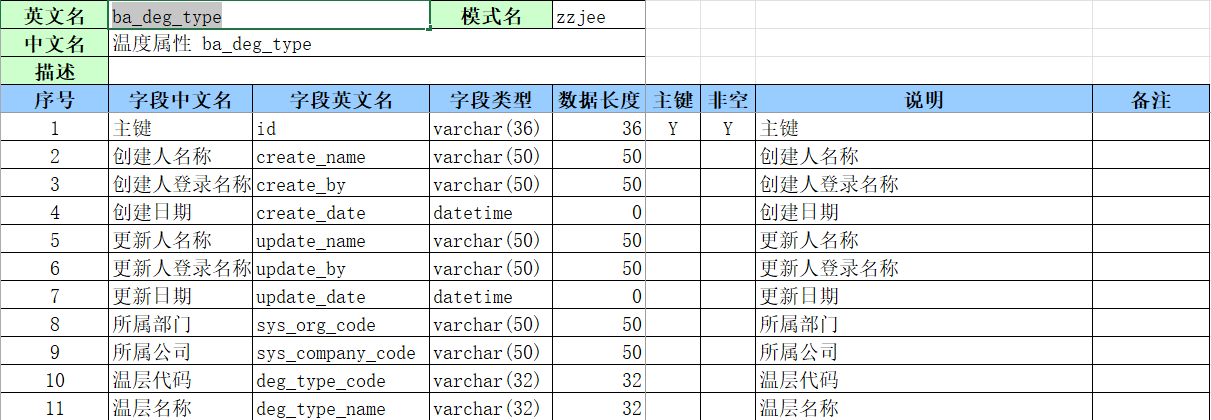 英文名 ba_deg_type 模式名 zzjee
中文名 温度属性 ba_deg_type
描述
序号 字段中文名 字段英文名 字段类型 数据长度 主键 非空 说明 备注
1 主键 id varchar(36) 36 Y Y 主键
2 创建人名称 create_name varchar(50) 50 创建人名称
3 创建人登录名称 create_by varchar(50) 50 创建人登录名称
4 创建日期 create_date datetime 0 创建日期
5 更新人名称 update_name varchar(50) 50 更新人名称
6 更新人登录名称 update_by varchar(50) 50 更新人登录名称
7 更新日期 update_date datetime 0 更新日期
8 所属部门 sys_org_code varchar(50) 50 所属部门
9 所属公司 sys_company_code varchar(50) 50 所属公司
10 温层代码 deg_type_code varchar(32) 32 温层代码
11 温层名称 deg_type_name varchar(32) 32 温层名称